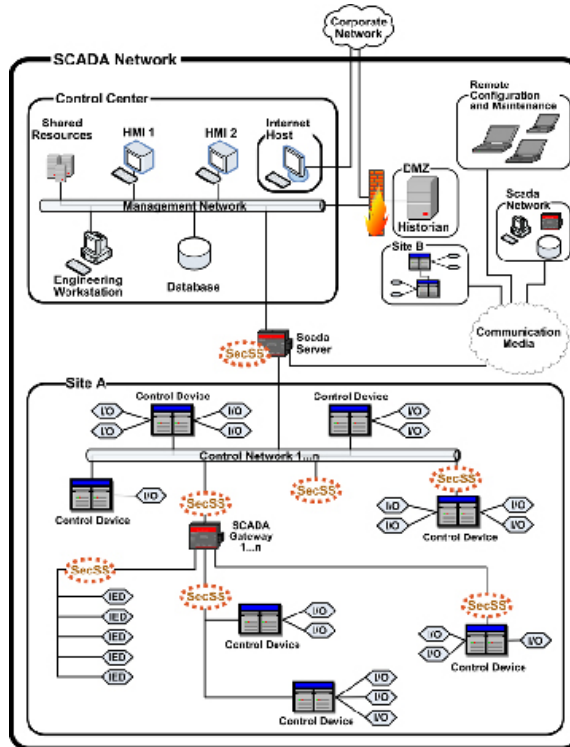 Corporate
Network
SCADA Network
Control Center
Shared
Resources
HMI 1
HMI 2
Internet
Host
Remote
Configuration
and Maintenance
Management Network
DMZ
Historian
Scada
Network
Engineering
Workstation
Database
Site B
Communication
Media
Scada
Server
SecSS
Site A
Control Device
I/O
I/O
I/O
I/O
Control Device
I/O
I/O
Control Network 1...n
SecSS
SecSS
SecSS
I/O
Control Device
I/O
I/O
I/O
I/O
Control Device
SCADA
Gateway
1...n
SecSS
SecSS
SecSS
IED
IED
IED
IED
IED
I/O
I/O
Control Device
I/O
I/O
I/O
Control Device
I/O
I/O
I/O
Control Device